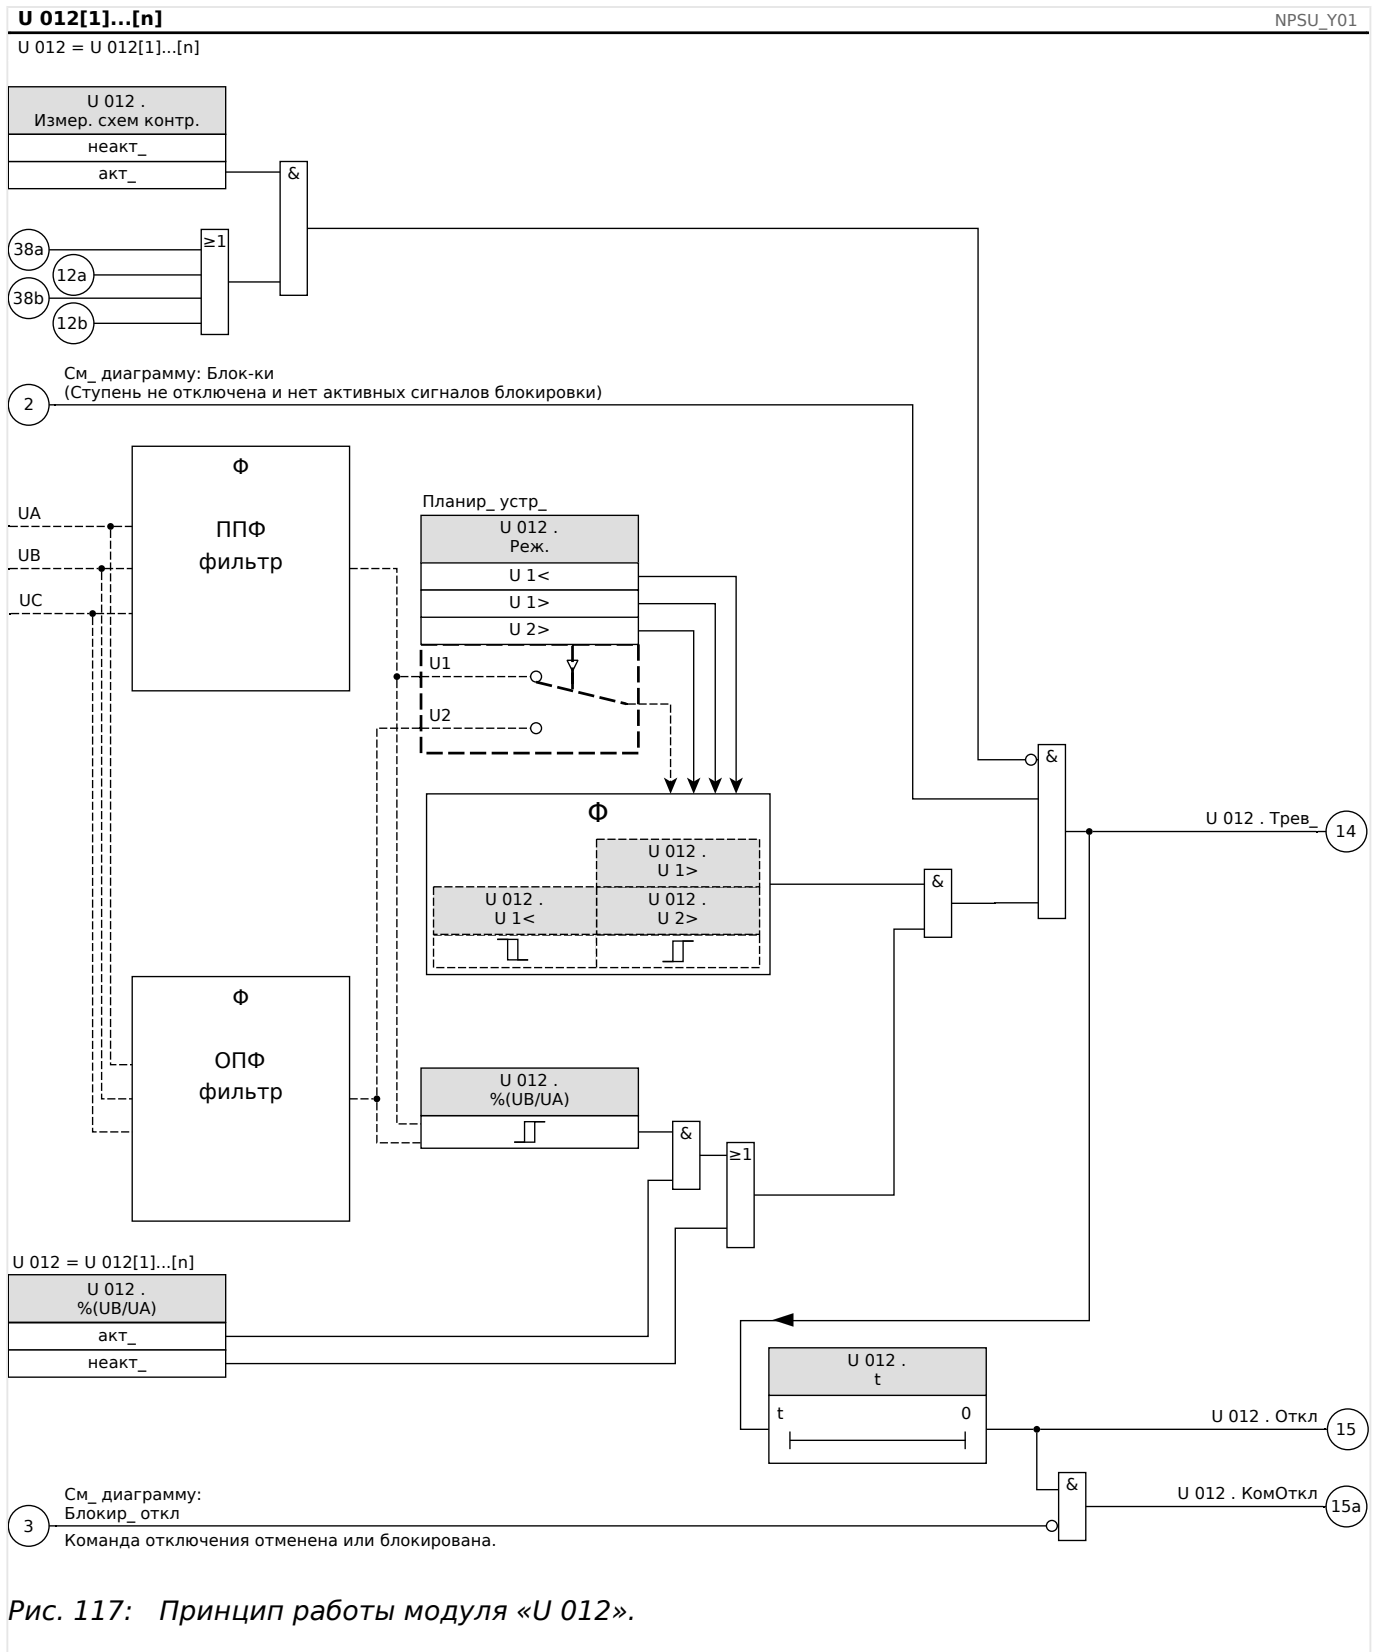 U 012[1]...[n]
NPSU_Y01
U 012 = U 012[1]...[n]
U 012 .
Измер. схем контр.
неакт_
акт_
&
38a
≥1
12a
38b
12b
См_ диаграмму: Блок-ки
(Ступень не отключена и нет активных сигналов блокировки)
2
Φ
ППФ
фильтр
UA
UB
UC
Планир_ устр_
U 012 .
Реж.
U 1<
U 1>
U 2>
U1
U2
&
Φ
U 012 .
U 1>
U 012 .
U 1<
U 012 .
U 2>
&
U 012 . Трев_
14
Φ
ОПФ
фильтр
U 012 .
%(UB/UA)
&
≥1
U 012 = U 012[1]...[n]
U 012 .
%(UB/UA)
акт_
неакт_
U 012 .
t
t
0
U 012 . Откл
15
&
U 012 . КомОткл
15a
См_ диаграмму:
Блокир_ откл
3
Команда отключения отменена или блокирована.
Рис. 117: Принцип работы модуля «U 012».